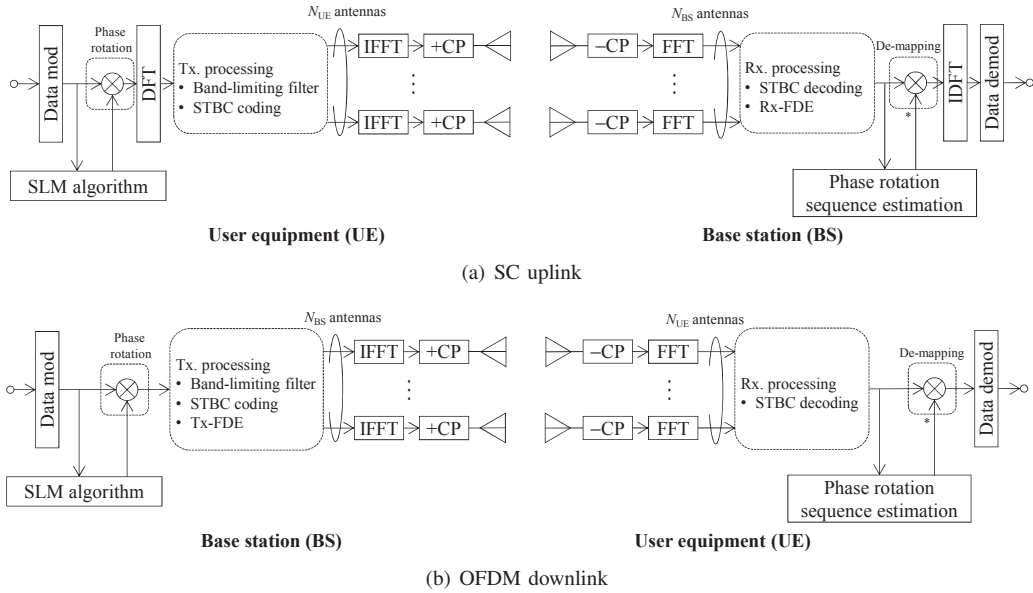 N_UE antennas
N_BS antennas
Data mod
Phase
rotation
DFT
Tx. processing
• Band-limiting filter
• STBC coding
IFFT
+CP
⋮
⋮
IFFT
+CP
SLM algorithm
−CP
FFT
⋮
⋮
−CP
FFT
Rx. processing
• STBC decoding
• Rx-FDE
De-mapping
*
IDFT
Data demod
Phase rotation
sequence estimation
User equipment (UE)
Base station (BS)
(a) SC uplink
N_BS antennas
N_UE antennas
Data mod
Phase
rotation
Tx. processing
• Band-limiting filter
• STBC coding
• Tx-FDE
IFFT
+CP
⋮
⋮
IFFT
+CP
SLM algorithm
−CP
FFT
⋮
⋮
−CP
FFT
Rx. processing
• STBC decoding
De-mapping
*
Data demod
Phase rotation
sequence estimation
Base station (BS)
User equipment (UE)
(b) OFDM downlink